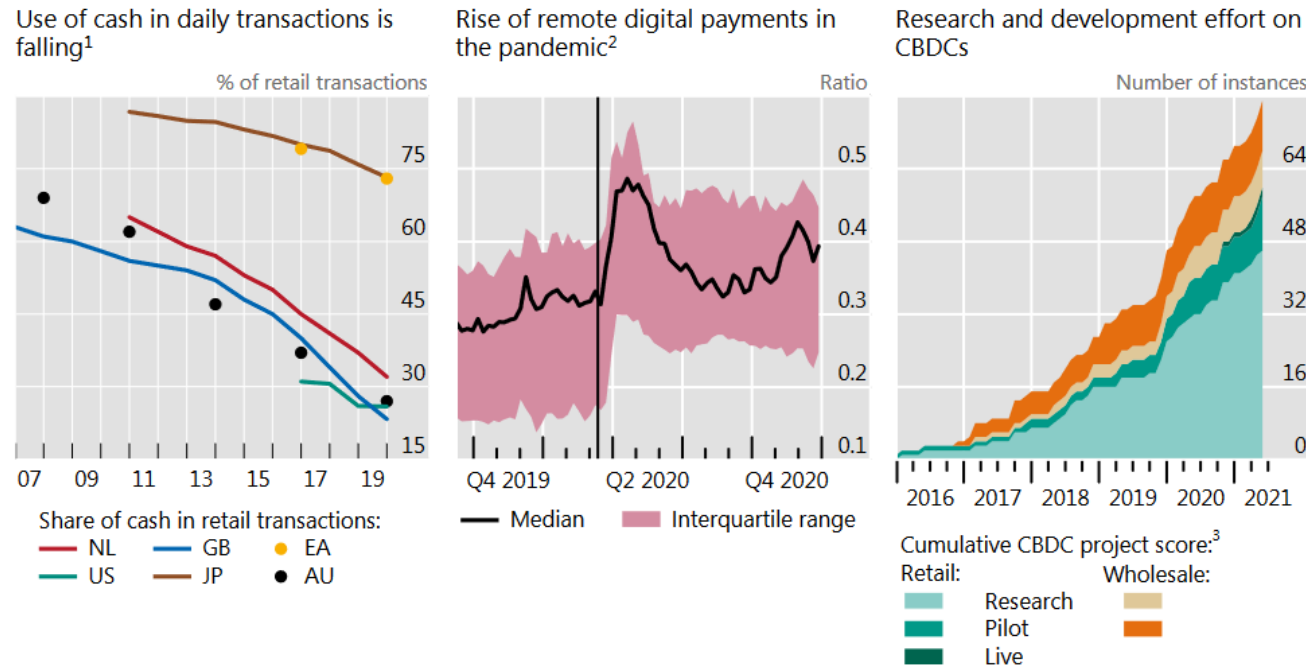 Use of cash in daily transactions is
falling1
% of retail transactions
75
60
45
30
15
07 09 11 13 15 17 19
Share of cash in retail transactions:
NL GB EA
US JP AU
Rise of remote digital payments in
the pandemic2
Ratio
0.5
0.4
0.3
0.2
0.1
Q4 2019 Q2 2020 Q4 2020
Median Interquartile range
Research and development effort on
CBDCs
Number of instances
64
48
32
16
0
2016 2017 2018 2019 2020 2021
Cumulative CBDC project score:3
Retail: Wholesale:
Research
Pilot
Live